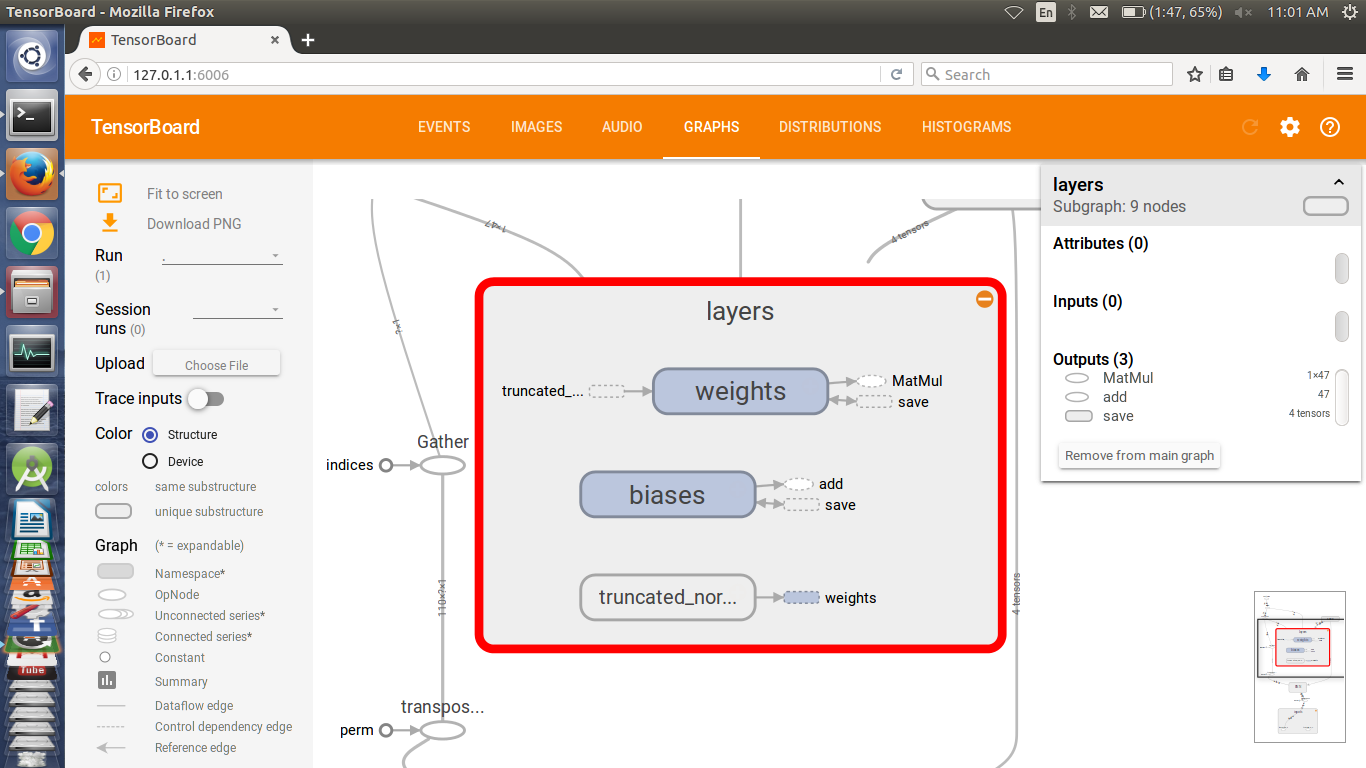 TensorBoard - Mozilla Firefox
En
(1:47, 65%)
11:01 AM
TensorBoard
127.0.1.1:6006
Search
TensorBoard
EVENTS
IMAGES
AUDIO
GRAPHS
DISTRIBUTIONS
HISTOGRAMS
Fit to screen
Download PNG
Run
(1)
.
Session
runs (0)
Upload
Choose File
Trace inputs
Color
Structure
Device
colors
same substructure
unique substructure
Graph
(* = expandable)
Namespace*
OpNode
Unconnected series*
Connected series*
Constant
Summary
Dataflow edge
Control dependency edge
Reference edge
1×47
4 tensors
?×1
layers
truncated_...
weights
MatMul
save
Gather
indices
biases
add
save
110×?×1
truncated_nor...
weights
4 tensors
transpos...
perm
layers
Subgraph: 9 nodes
Attributes (0)
Inputs (0)
Outputs (3)
MatMul
1×47
add
47
save
4 tensors
Remove from main graph
Tube